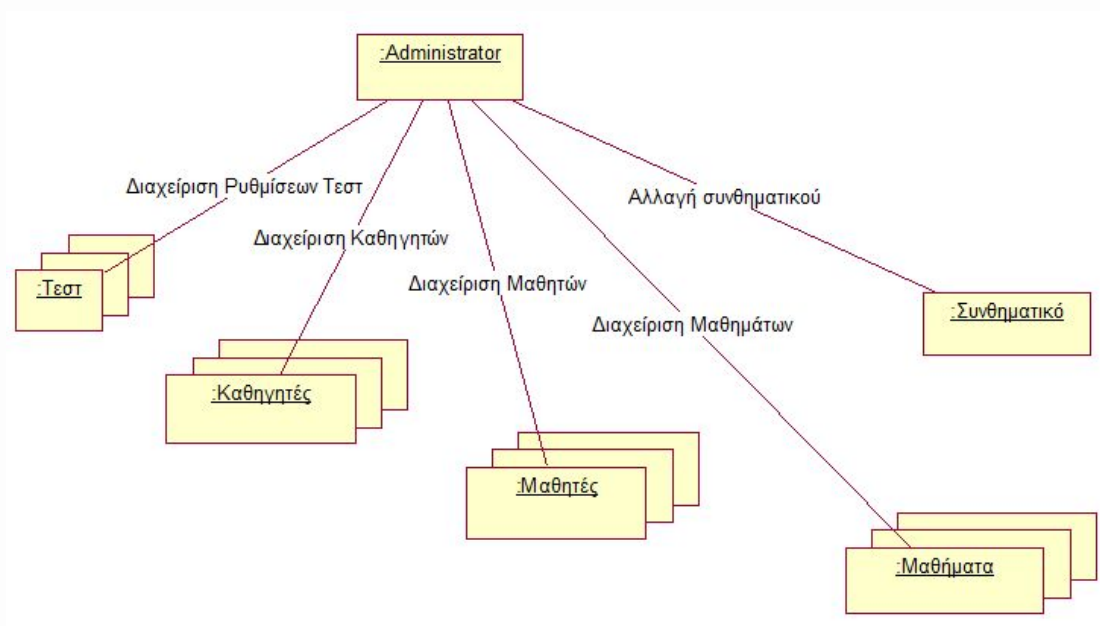 :Administrator
Διαχείριση Ρυθμίσεων Τεστ
Αλλαγή συνθηματικού
Διαχείριση Καθηγητών
Διαχείριση Μαθητών
:Τεστ
:Συνθηματικό
Διαχείριση Μαθημάτων
:Καθηγητές
:Μαθητές
:Μαθήματα